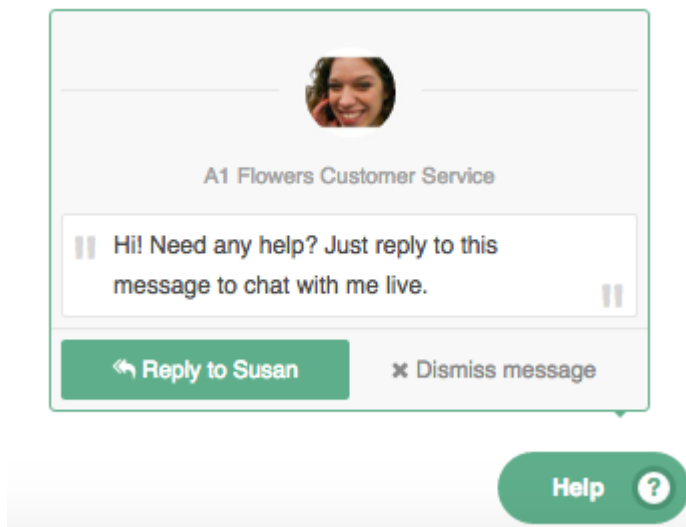 A1 Flowers Customer Service
" Hi! Need any help? Just reply to this
message to chat with me live. "
Reply to Susan
✖ Dismiss message
Help ?